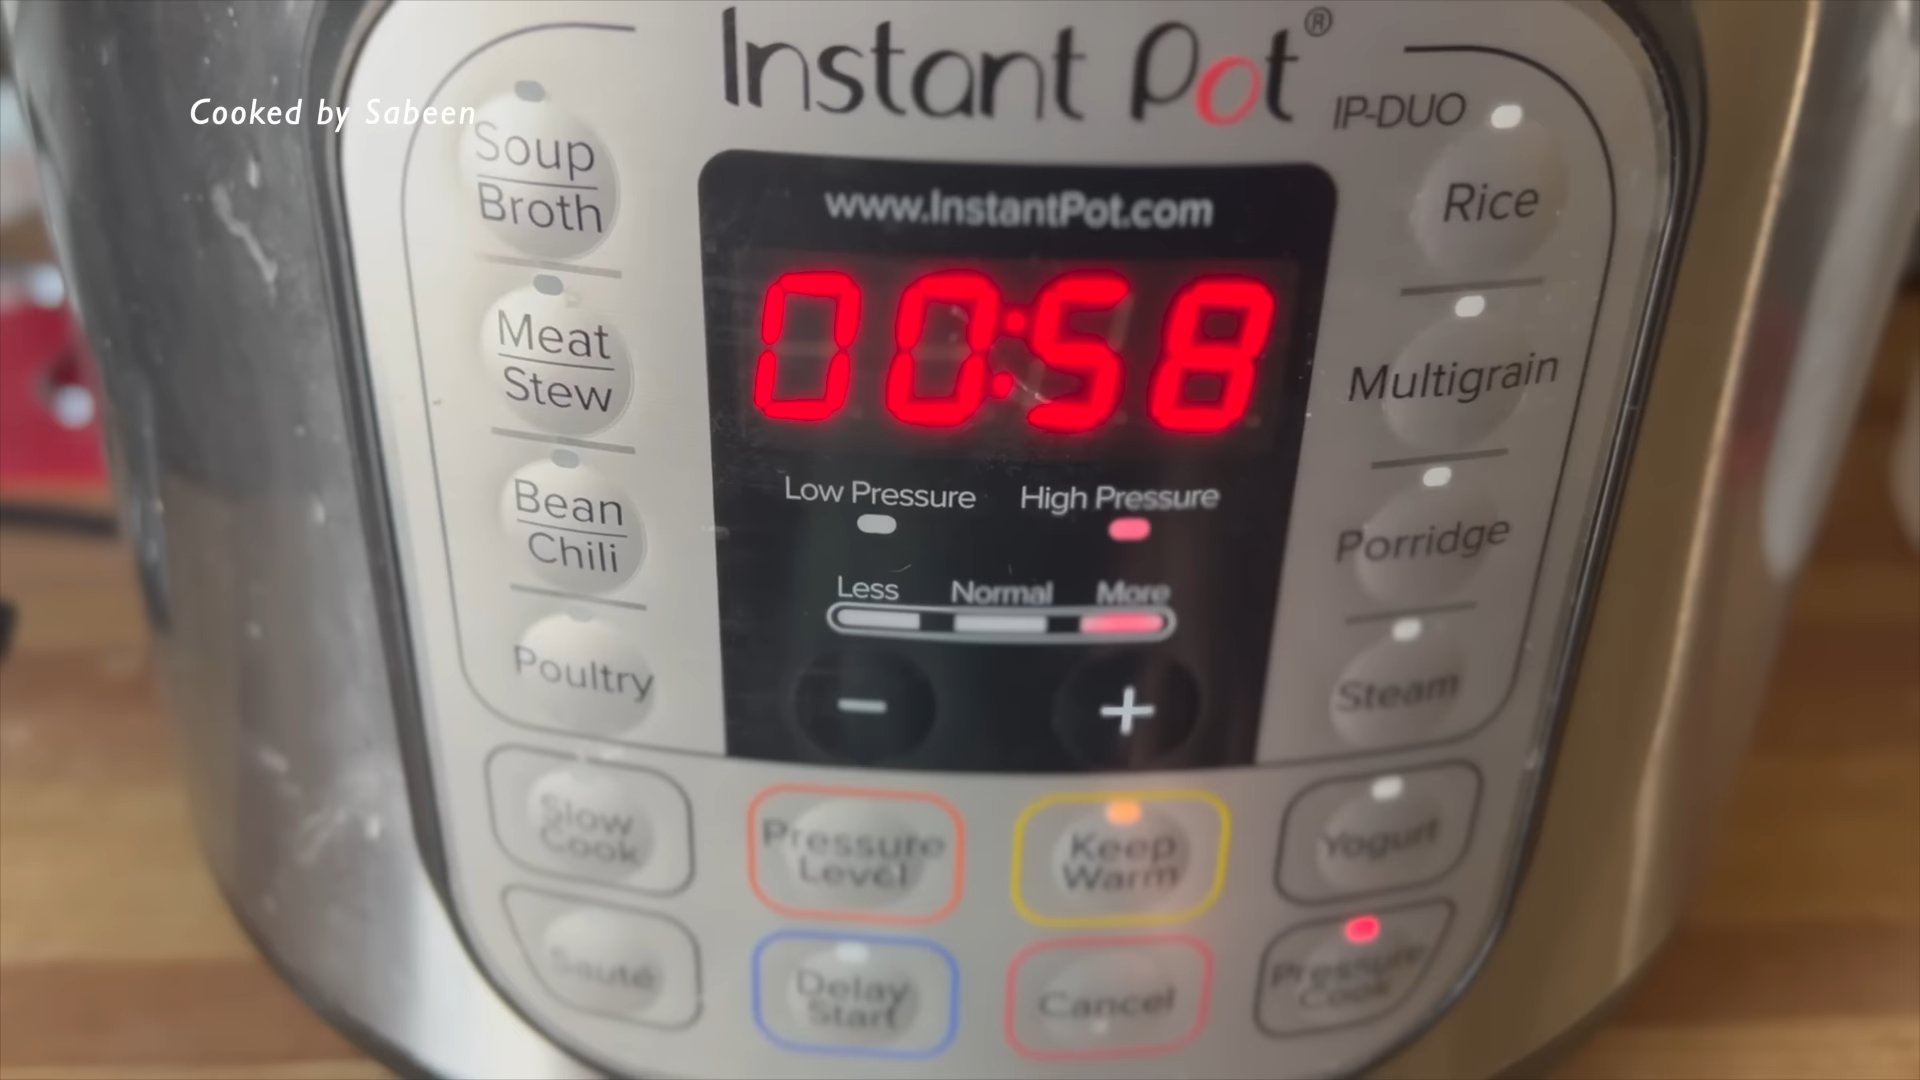 Cooked by Sabeen
Instant Pot®
IP-DUO
Soup
Broth
Meat
Stew
Bean
Chili
Poultry
www.InstantPot.com
00:58
Low Pressure
High Pressure
Less
Normal
More
−
+
Rice
Multigrain
Porridge
Steam
Slow
Cook
Pressure
Level
Keep
Warm
Yogurt
Sauté
Delay
Start
Cancel
Pressure
Cook